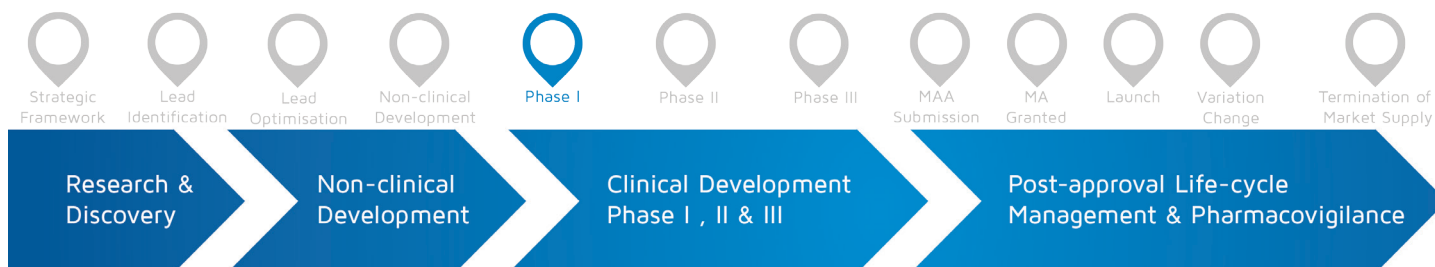 Strategic
Framework
Lead
Identification
Lead
Optimisation
Non-clinical
Development
Phase I
Phase II
Phase III
MAA
Submission
MA
Granted
Launch
Variation
Change
Termination of
Market Supply
Research &
Discovery
Non-clinical
Development
Clinical Development
Phase I , II & III
Post-approval Life-cycle
Management & Pharmacovigilance